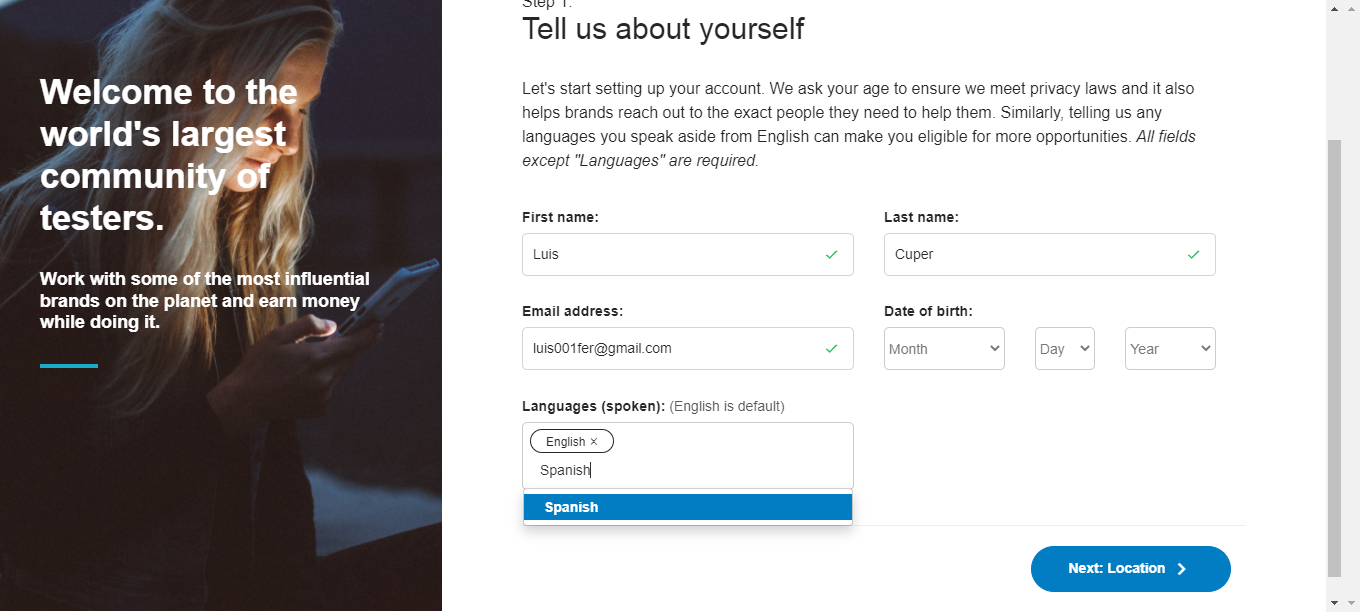 Welcome to the
world's largest
community of
testers.
Work with some of the most influential
brands on the planet and earn money
while doing it.
Step 1:
Tell us about yourself
Let's start setting up your account. We ask your age to ensure we meet privacy laws and it also
helps brands reach out to the exact people they need to help them. Similarly, telling us any
languages you speak aside from English can make you eligible for more opportunities. All fields
except "Languages" are required.
First name:
Last name:
Luis
Cuper
Email address:
Date of birth:
luis001fer@gmail.com
Month
Day
Year
Languages (spoken): (English is default)
English ×
Spanish
Spanish
Next: Location